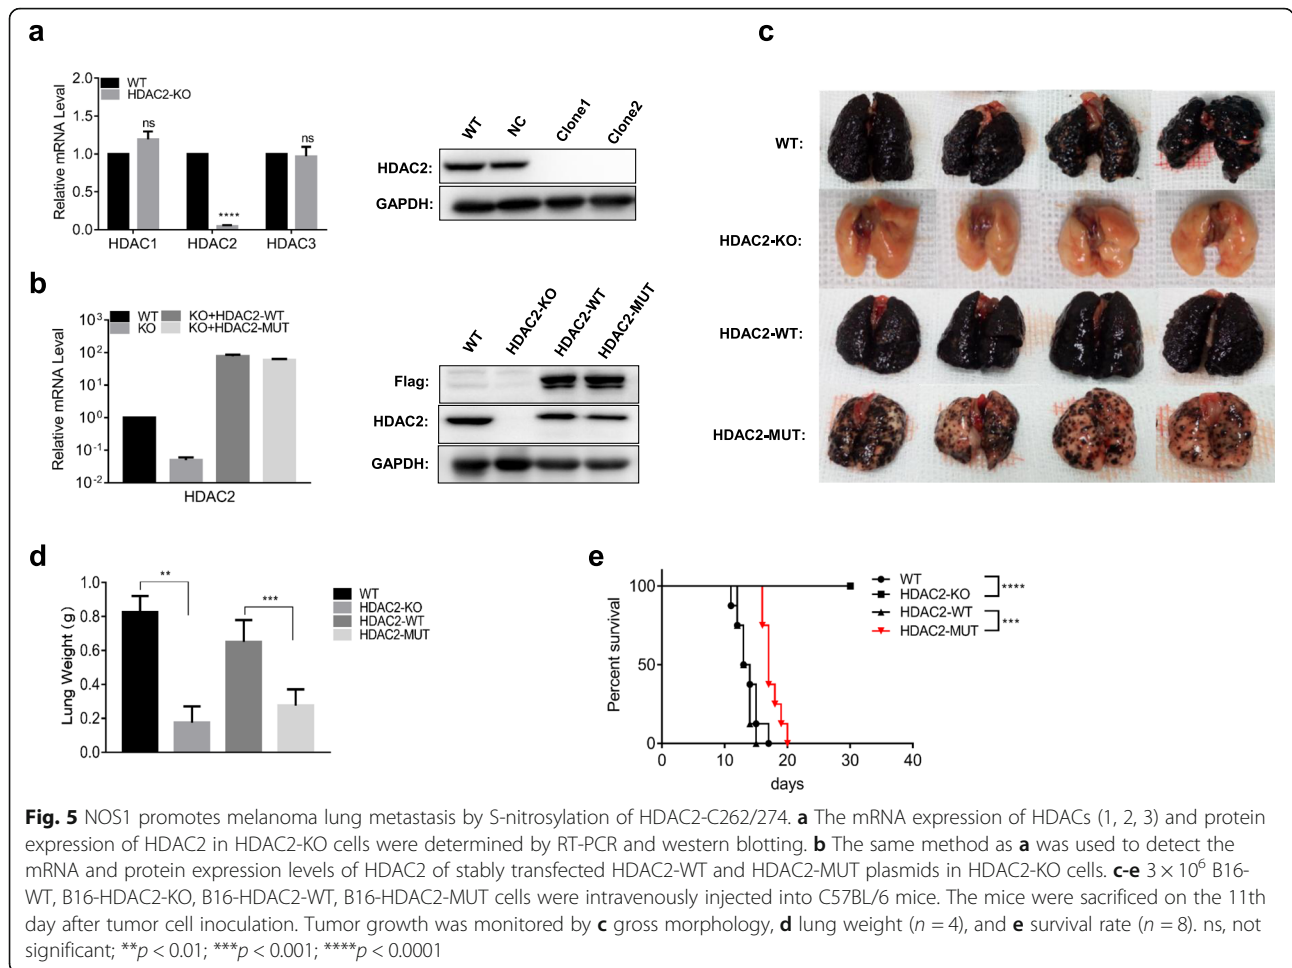 a
2.0
1.5
1.0
0.5
0.0
Relative mRNA Level
WT
HDAC2-KO
ns
****
ns
HDAC1
HDAC2
HDAC3
WT
NC
Clone1
Clone2
HDAC2:
GAPDH:
b
10³
10²
10¹
10⁰
10⁻¹
10⁻²
Relative mRNA Level
WT
KO
KO+HDAC2-WT
KO+HDAC2-MUT
HDAC2
WT
HDAC2-KO
HDAC2-WT
HDAC2-MUT
Flag:
HDAC2:
GAPDH:
c
WT:
HDAC2-KO:
HDAC2-WT:
HDAC2-MUT:
d
1.0
0.8
0.6
0.4
0.2
0.0
Lung Weight (g)
**
***
WT
HDAC2-KO
HDAC2-WT
HDAC2-MUT
e
100
50
0
Percent survival
0
10
20
30
40
days
WT
HDAC2-KO
HDAC2-WT
HDAC2-MUT
****
***
Fig. 5 NOS1 promotes melanoma lung metastasis by S-nitrosylation of HDAC2-C262/274. a The mRNA expression of HDACs (1, 2, 3) and protein
expression of HDAC2 in HDAC2-KO cells were determined by RT-PCR and western blotting. b The same method as a was used to detect the
mRNA and protein expression levels of HDAC2 of stably transfected HDAC2-WT and HDAC2-MUT plasmids in HDAC2-KO cells. c-e 3 × 10⁶ B16-
WT, B16-HDAC2-KO, B16-HDAC2-WT, B16-HDAC2-MUT cells were intravenously injected into C57BL/6 mice. The mice were sacrificed on the 11th
day after tumor cell inoculation. Tumor growth was monitored by c gross morphology, d lung weight (n = 4), and e survival rate (n = 8). ns, not
significant; **p < 0.01; ***p < 0.001; ****p < 0.0001